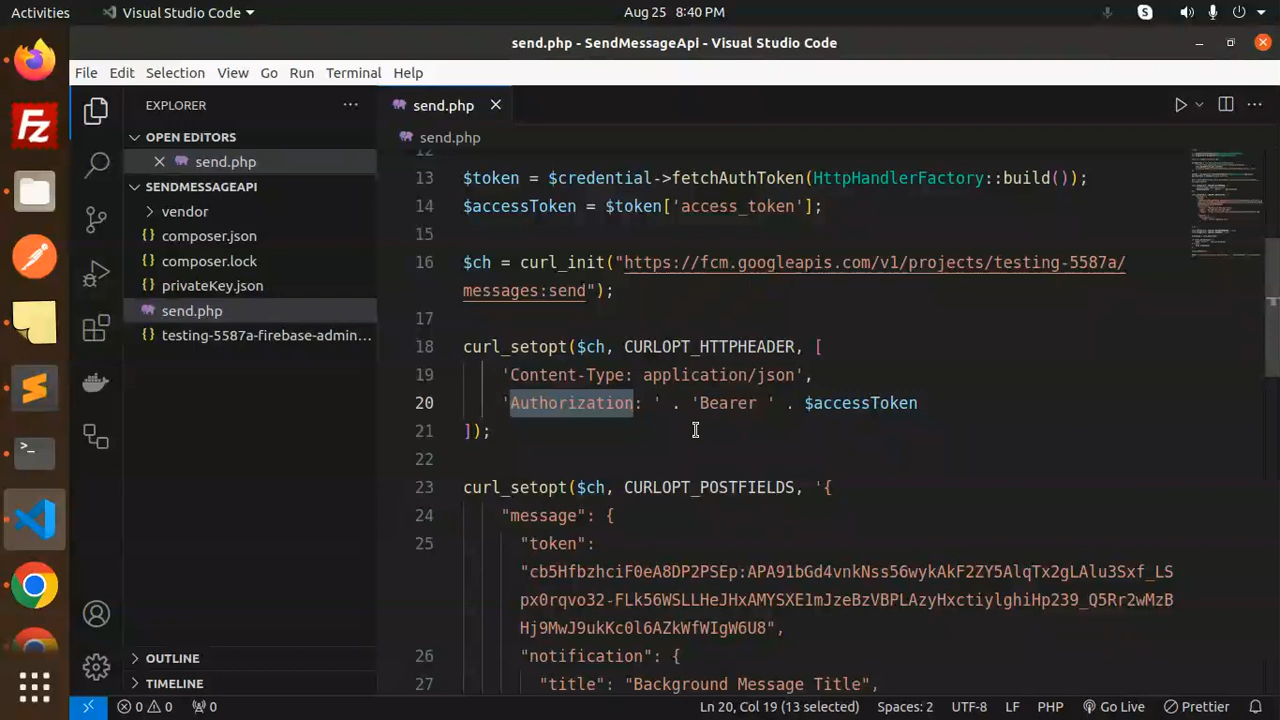 Activities
Visual Studio Code
Aug 25 8:40 PM
send.php - SendMessageApi - Visual Studio Code
File Edit Selection View Go Run Terminal Help
EXPLORER
OPEN EDITORS
send.php
SENDMESSAGEAPI
vendor
composer.json
composer.lock
privateKey.json
send.php
testing-5587a-firebase-admin...
OUTLINE
TIMELINE
send.php
send.php
12
13 $token = $credential->fetchAuthToken(HttpHandlerFactory::build());
14 $accessToken = $token['access_token'];
15
16 $ch = curl_init("https://fcm.googleapis.com/v1/projects/testing-5587a/
messages:send");
17
18 curl_setopt($ch, CURLOPT_HTTPHEADER, [
19 'Content-Type: application/json',
20 'Authorization: ' . 'Bearer ' . $accessToken
21 ]);
22
23 curl_setopt($ch, CURLOPT_POSTFIELDS, '{
24 "message": {
25 "token":
"cb5HfbzhciF0eA8DP2PSEp:APA91bGd4vnkNss56wykAkF2ZY5AlqTx2gLAlu3Sxf_LS
px0rqvo32-FLk56WSLLHeJHxAMYSXE1mJzeBzVBPLAzyHxctiylghiHp239_Q5Rr2wMzB
Hj9MwJ9ukKc0l6AZkWfWIgW6U8",
26 "notification": {
27 "title": "Background Message Title",
0 0 0
Ln 20, Col 19 (13 selected) Spaces: 2 UTF-8 LF PHP Go Live Prettier